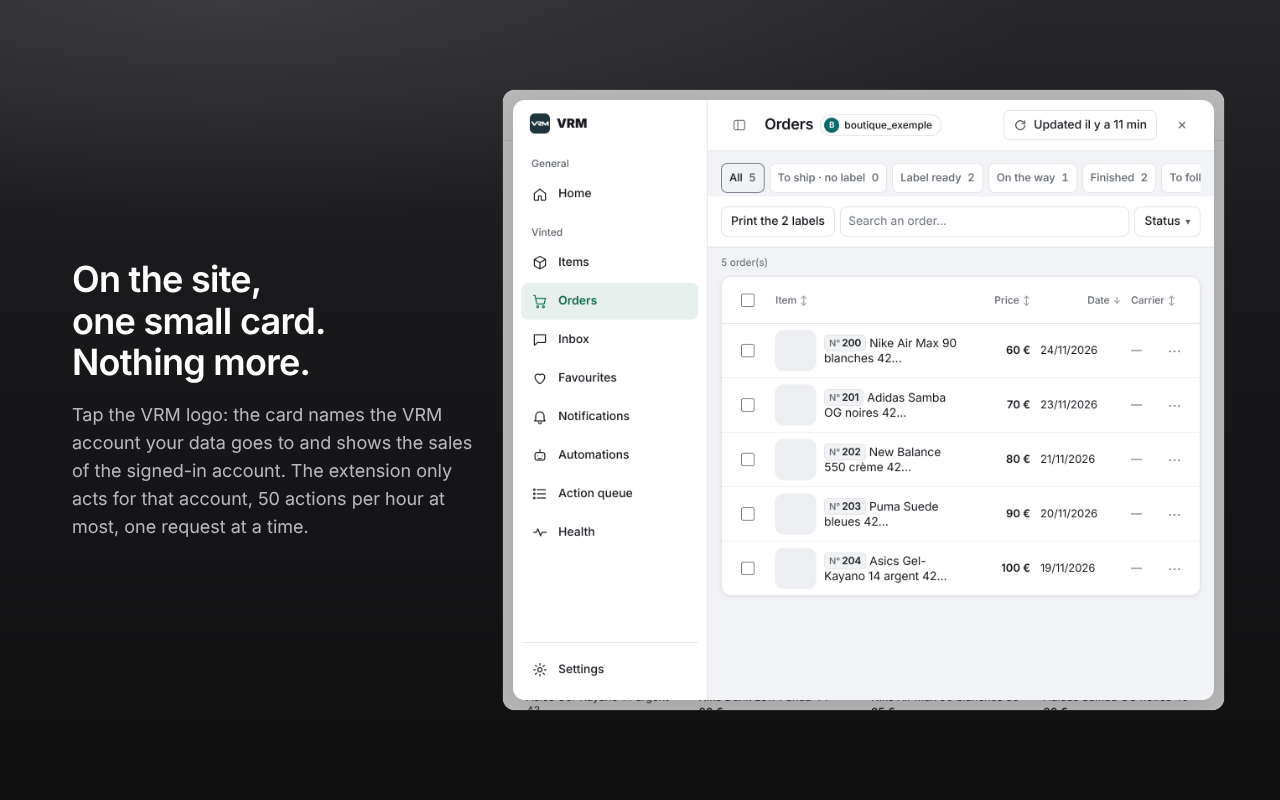 On the site,
one small card.
Nothing more.
Tap the VRM logo: the card names the VRM
account your data goes to and shows the sales
of the signed-in account. The extension only
acts for that account, 50 actions per hour at
most, one request at a time.
VRM VRM
General
Home
Vinted
Items
Orders
Inbox
Favourites
Notifications
Automations
Action queue
Health
Settings
Orders B boutique_exemple Updated il y a 11 min ×
All 5 To ship · no label 0 Label ready 2 On the way 1 Finished 2 To foll
Print the 2 labels Search an order... Status ▾
5 order(s)
Item Price Date ↓ Carrier
N° 200 Nike Air Max 90
blanches 42... 60 € 24/11/2026 — ...
N° 201 Adidas Samba
OG noires 42... 70 € 23/11/2026 — ...
N° 202 New Balance
550 crème 42... 80 € 21/11/2026 — ...
N° 203 Puma Suede
bleues 42... 90 € 20/11/2026 — ...
N° 204 Asics Gel-
Kayano 14 argent 42... 100 € 19/11/2026 — ...